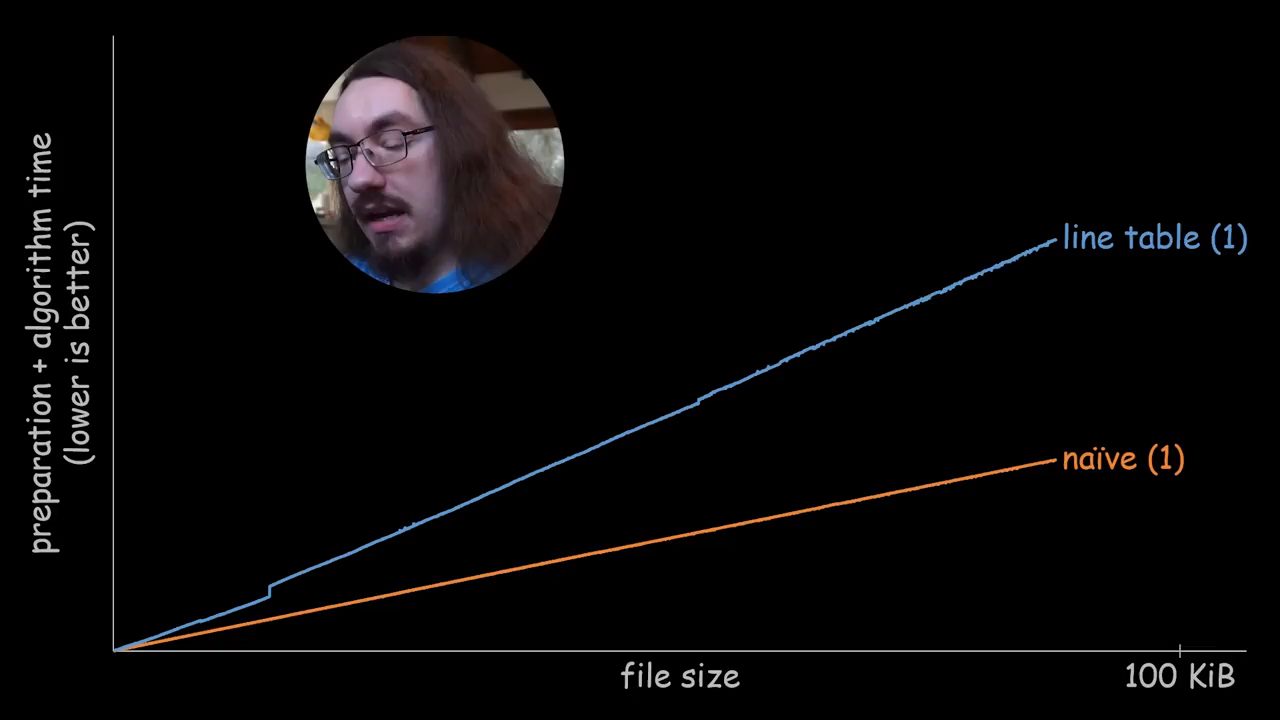 preparation + algorithm time
(lower is better)
line table (1)
naïve (1)
file size
100 KiB